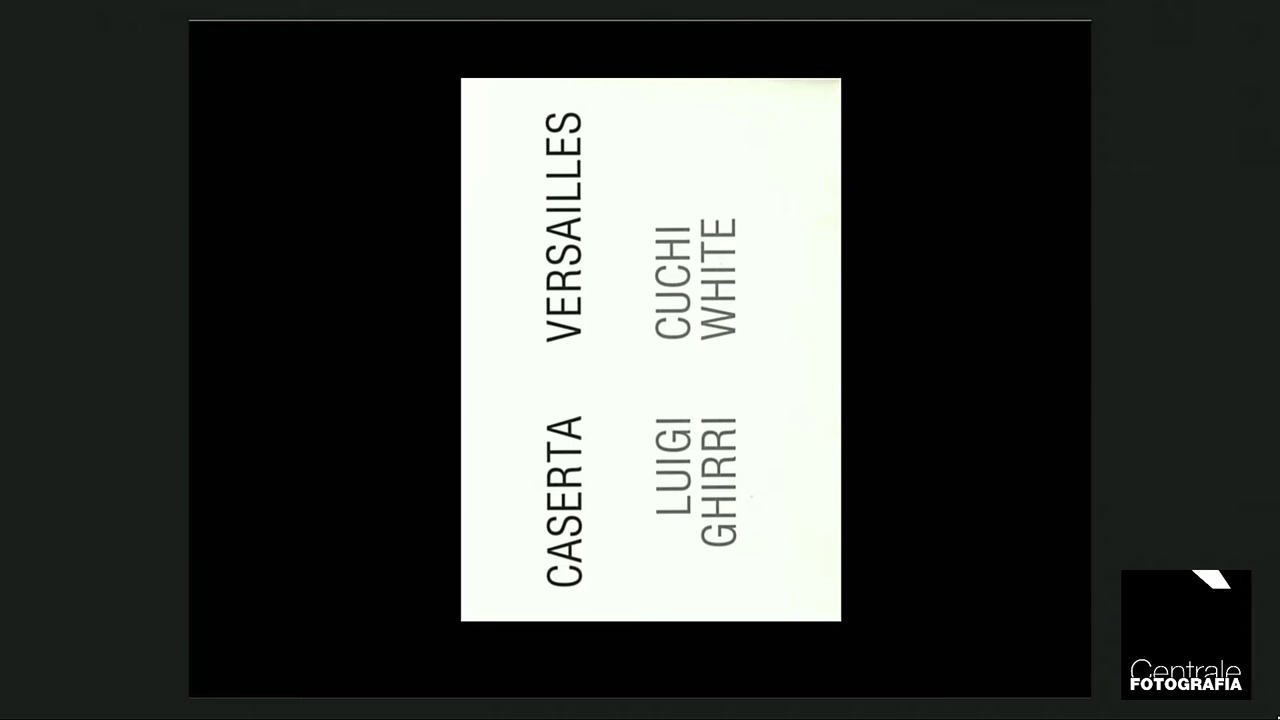 CASERTA VERSAILLES
LUIGI CUCHI
GHIRRI WHITE
Centrale
FOTOGRAFIA